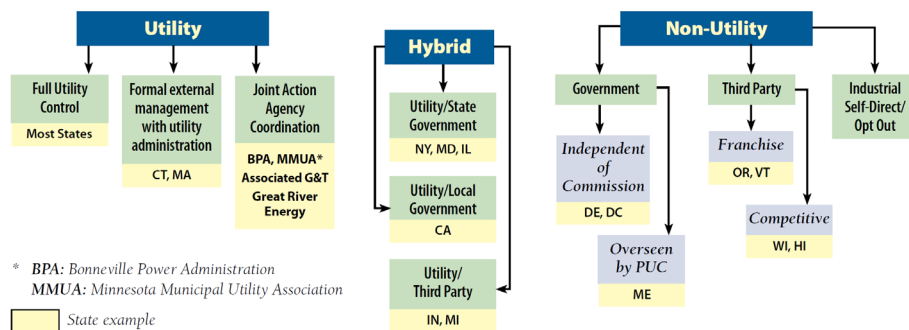 Utility
Full Utility
Control
Most States
Formal external
management
with utility
administration
CT, MA
Joint Action
Agency
Coordination
BPA, MMUA*
Associated G&T
Great River
Energy
* BPA: Bonneville Power Administration
MMUA: Minnesota Municipal Utility Association
State example
Hybrid
Utility/State
Government
NY, MD, IL
Utility/Local
Government
CA
Utility/
Third Party
IN, MI
Non-Utility
Government
Independent
of
Commission
DE, DC
Overseen
by PUC
ME
Third Party
Franchise
OR, VT
Competitive
WI, HI
Industrial
Self-Direct/
Opt Out